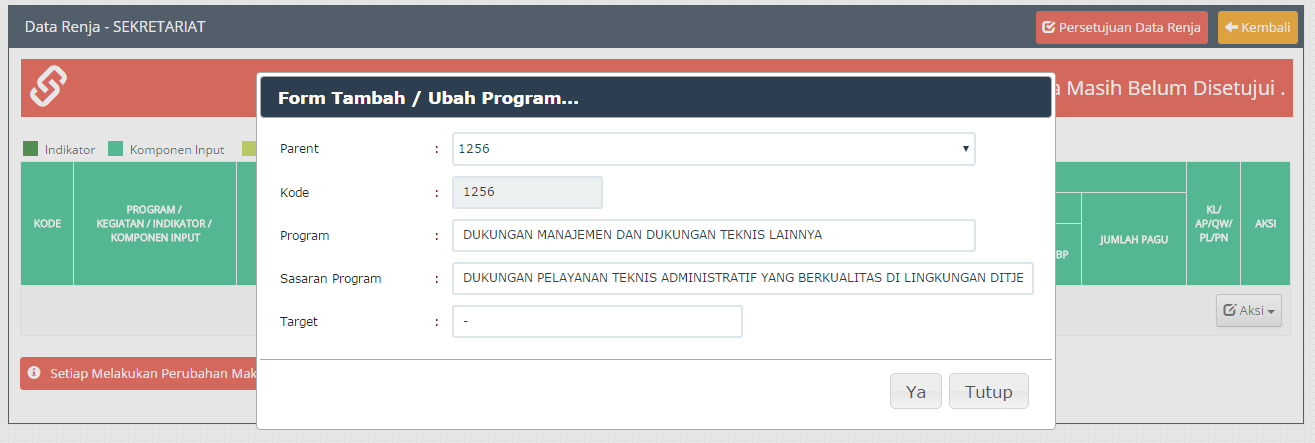 Data Renja - SEKRETARIAT
Persetujuan Data Renja
Kembali
Masih Belum Disetujui .
Form Tambah / Ubah Program...
Indikator
Komponen Input
Parent : 1256
Kode : 1256
Program : DUKUNGAN MANAJEMEN DAN DUKUNGAN TEKNIS LAINNYA
Sasaran Program : DUKUNGAN PELAYANAN TEKNIS ADMINISTRATIF YANG BERKUALITAS DI LINGKUNGAN DITJE
Target : -
Ya
Tutup
KODE
PROGRAM /
KEGIATAN / INDIKATOR /
KOMPONEN INPUT
BP
JUMLAH PAGU
KL/
AP/QW/
PL/PN
AKSI
Aksi
Setiap Melakukan Perubahan Mak